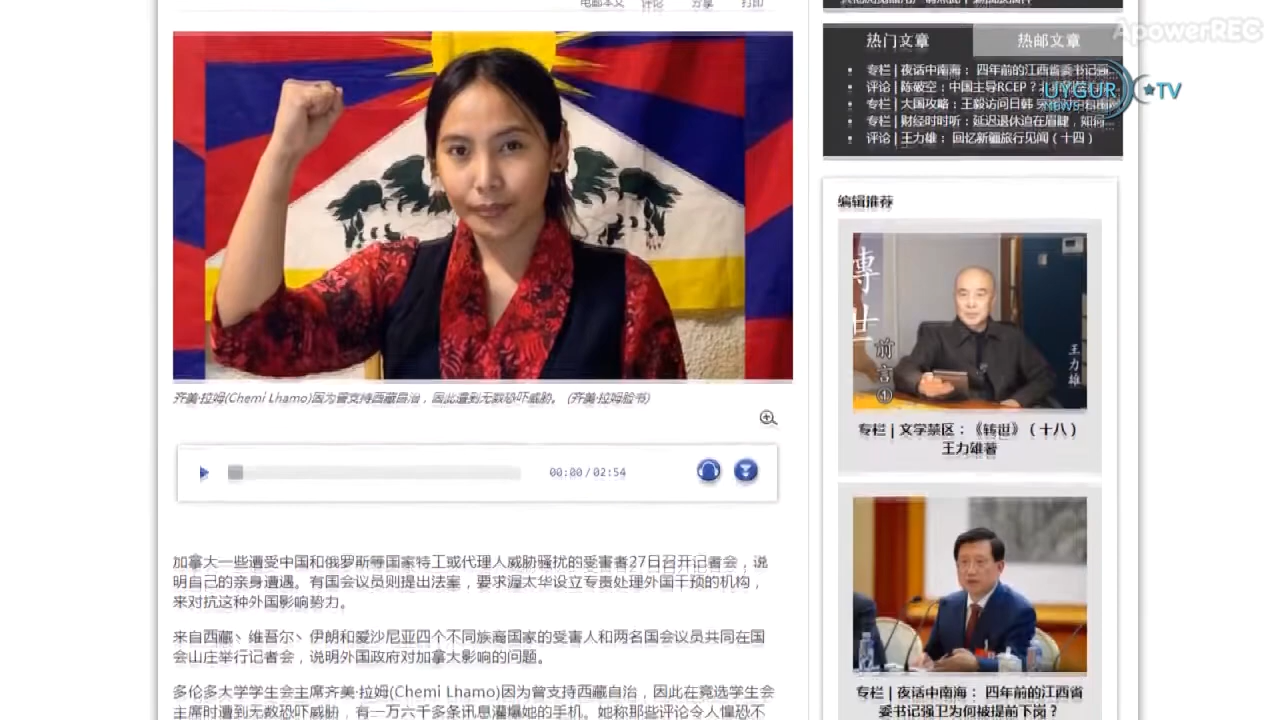 电邮本文 评论 分享 打印
ApowerREC
热门文章 热邮文章
专栏 | 夜话中南海： 四年前的江西省委书记强...
评论 | 陈破空：中国主导RCEP？
UYGUR TV
NEWS
专栏 | 大国攻略：王毅访问日韩
专栏 | 财经时时听：延迟退休迫在眉睫，如何...
评论 | 王力雄： 回忆新疆旅行见闻（十四）
编辑推荐
傳世
前言①
王力雄
齐美·拉姆(Chemi Lhamo)因为曾支持西藏自治，因此遭到无数恐吓威胁。 (齐美·拉姆脸书)
专栏 | 文学禁区：《转世》（十八）
王力雄著
00:00 / 02:54
加拿大一些遭受中国和俄罗斯等国家特工或代理人威胁骚扰的受害者27日召开记者会，说
明自己的亲身遭遇。有国会议员则提出法案，要求渥太华设立专责处理外国干预的机构，
来对抗这种外国影响势力。
来自西藏、维吾尔、伊朗和爱沙尼亚四个不同族裔国家的受害人和两名国会议员共同在国
会山庄举行记者会，说明外国政府对加拿大影响的问题。
多伦多大学学生会主席齐美·拉姆(Chemi Lhamo)因为曾支持西藏自治，因此在竞选学生会
主席时遭到无数恐吓威胁，有一万六千多条讯息灌爆她的手机。她称那些评论令人惶恐不
专栏 | 夜话中南海： 四年前的江西省
委书记强卫为何被提前下岗？